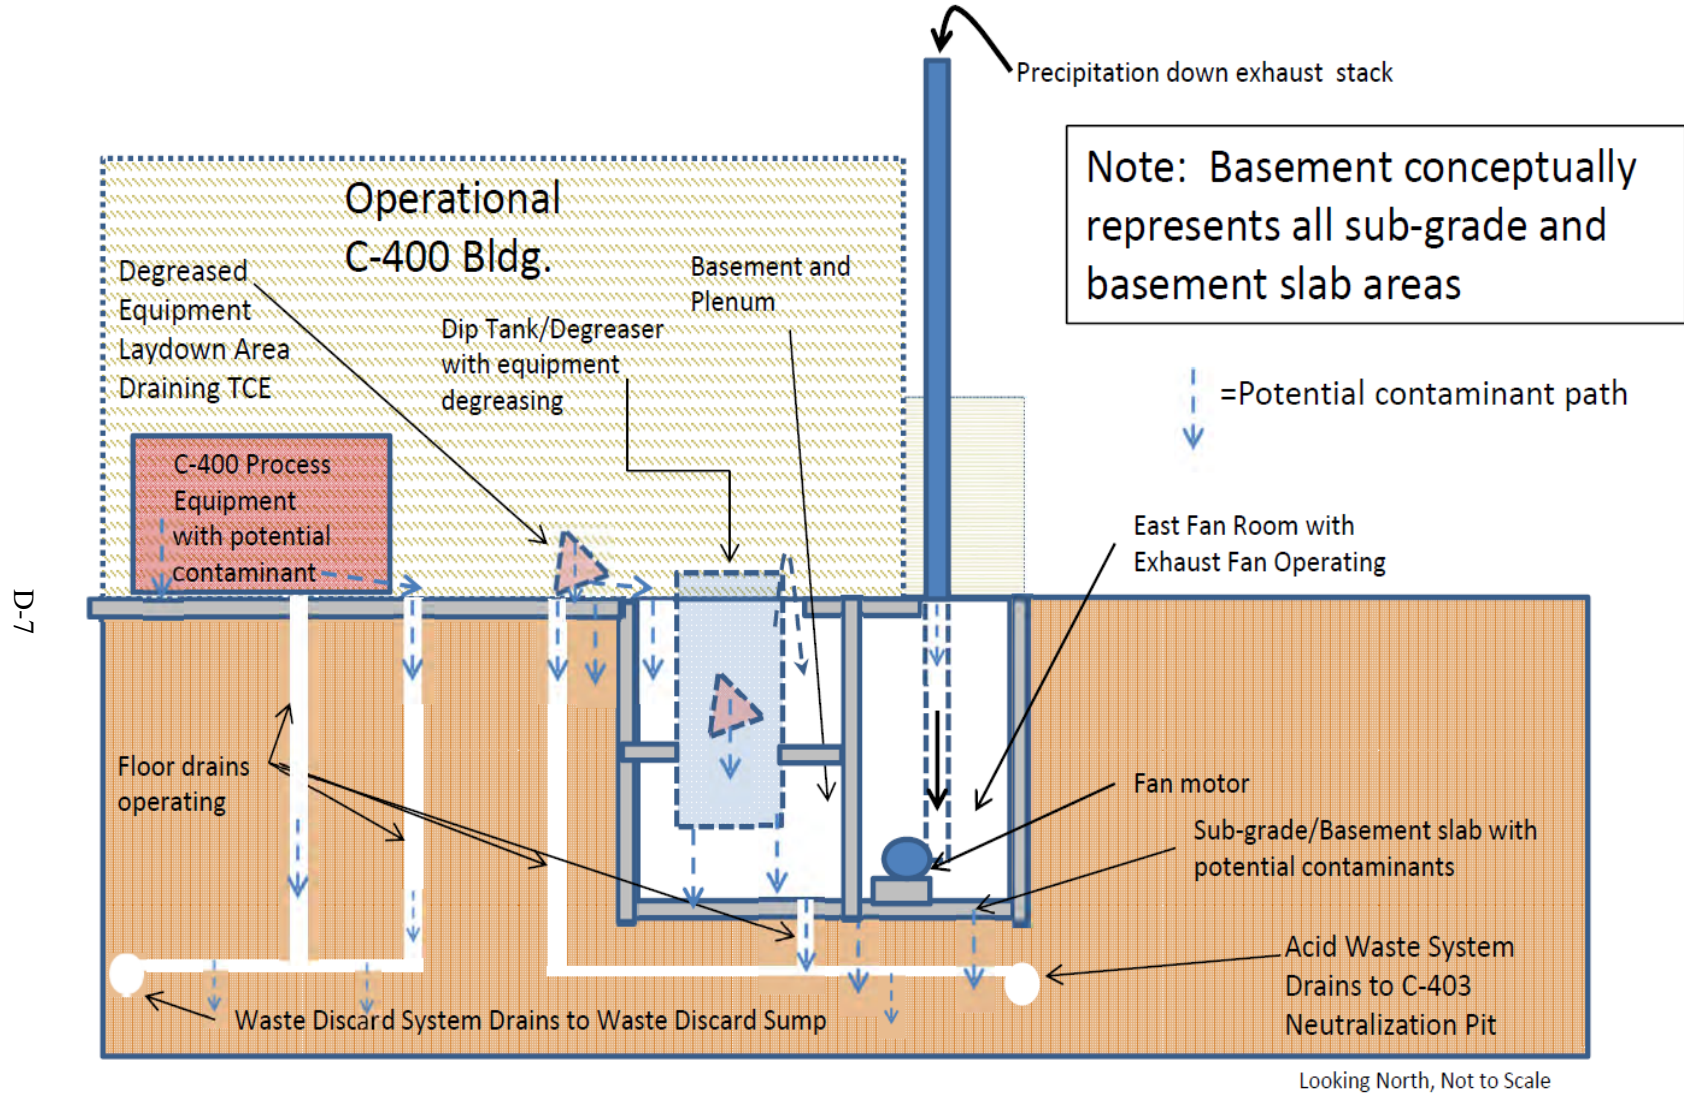 Precipitation down exhaust stack
Note: Basement conceptually
represents all sub-grade and
basement slab areas
Operational
C-400 Bldg.
Degreased
Equipment
Laydown Area
Draining TCE
Basement and
Plenum
Dip Tank/Degreaser
with equipment
degreasing
=Potential contaminant path
C-400 Process
Equipment
with potential
contaminant
East Fan Room with
Exhaust Fan Operating
D-7
Floor drains
operating
Fan motor
Sub-grade/Basement slab with
potential contaminants
Acid Waste System
Drains to C-403
Neutralization Pit
Waste Discard System Drains to Waste Discard Sump
Looking North, Not to Scale